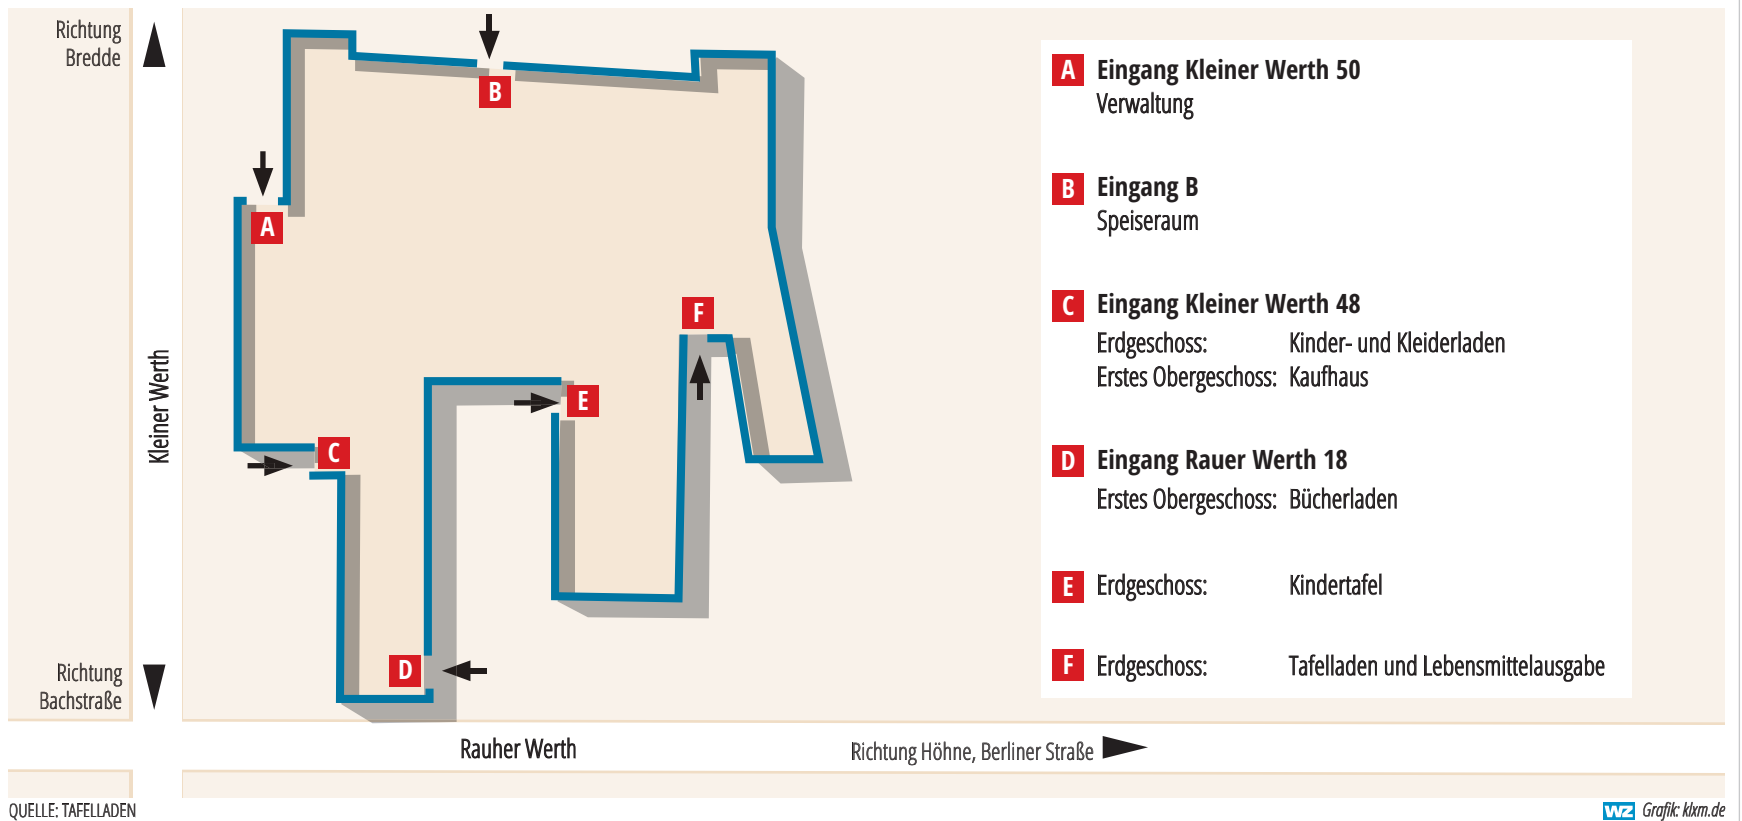 Richtung
Bredde
B
A
F
E
C
D
Kleiner Werth
Richtung
Bachstraße
Rauher Werth
Richtung Höhne, Berliner Straße
A Eingang Kleiner Werth 50
Verwaltung
B Eingang B
Speiseraum
C Eingang Kleiner Werth 48
Erdgeschoss: Kinder- und Kleiderladen
Erstes Obergeschoss: Kaufhaus
D Eingang Rauer Werth 18
Erstes Obergeschoss: Bücherladen
E Erdgeschoss: Kindertafel
F Erdgeschoss: Tafelladen und Lebensmittelausgabe
QUELLE: TAFELLADEN
WZ Grafik: klxm.de